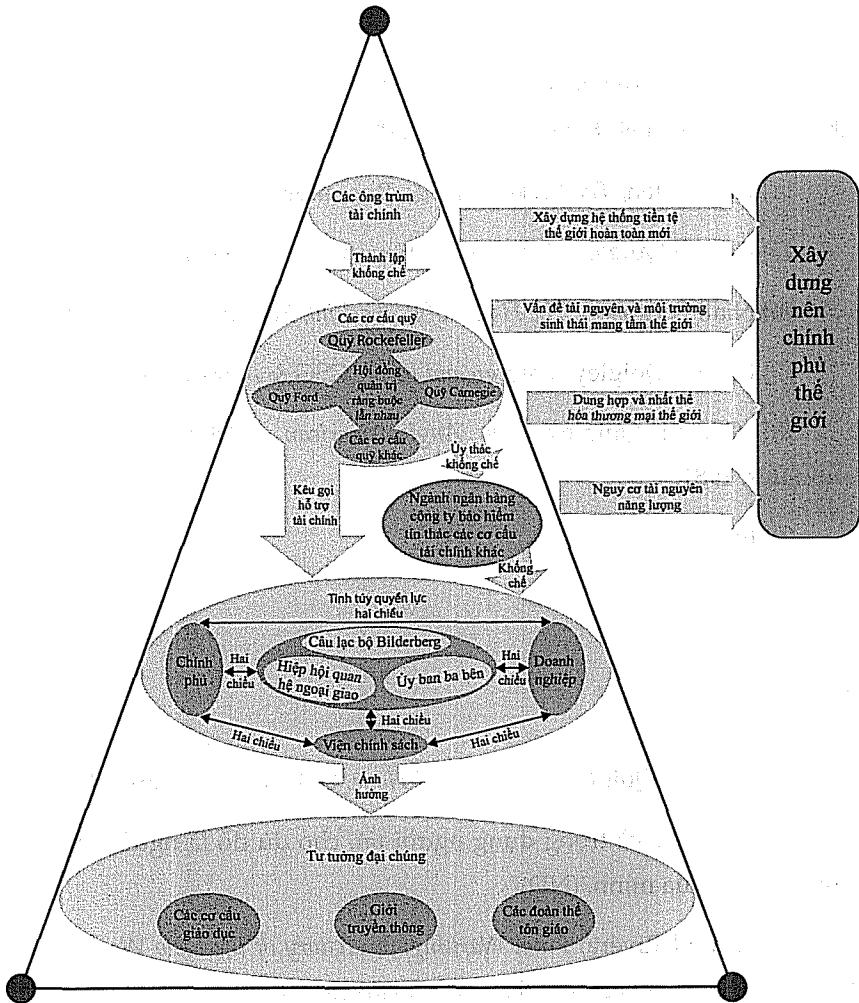 Các ông trùm
tài chính
Thành lập
khống chế
Các cơ cấu quỹ
Quỹ Rockefeller
Hội đồng
quản trị
ràng buộc
lẫn nhau
Quỹ Ford
Quỹ Carnegie
Các cơ cấu
quỹ khác
Ủy thác
khống chế
Kêu gọi
hỗ trợ
tài chính
Ngành ngân hàng
công ty bảo hiểm
tín thác các cơ cấu
tài chính khác
Khống
chế
Tinh túy quyền lực
hai chiều
Chính
phủ
Hai
chiều
Câu lạc bộ Bilderberg
Hiệp hội quan
hệ ngoại giao
Ủy ban ba bên
Hai
chiều
Doanh
nghiệp
Hai chiều
Hai chiều
Hai chiều
Viện chính sách
Ảnh
hưởng
Tư tưởng đại chúng
Các cơ cấu
giáo dục
Giới
truyền thông
Các đoàn thể
tôn giáo
Xây dựng hệ thống tiền tệ
thế giới hoàn toàn mới
Vấn đề tài nguyên và môi trường
sinh thái mang tầm thế giới
Dung hợp và nhất thể
hóa thương mại thế giới
Nguy cơ tài nguyên
năng lượng
Xây
dựng
nên
chính
phủ
thế
giới